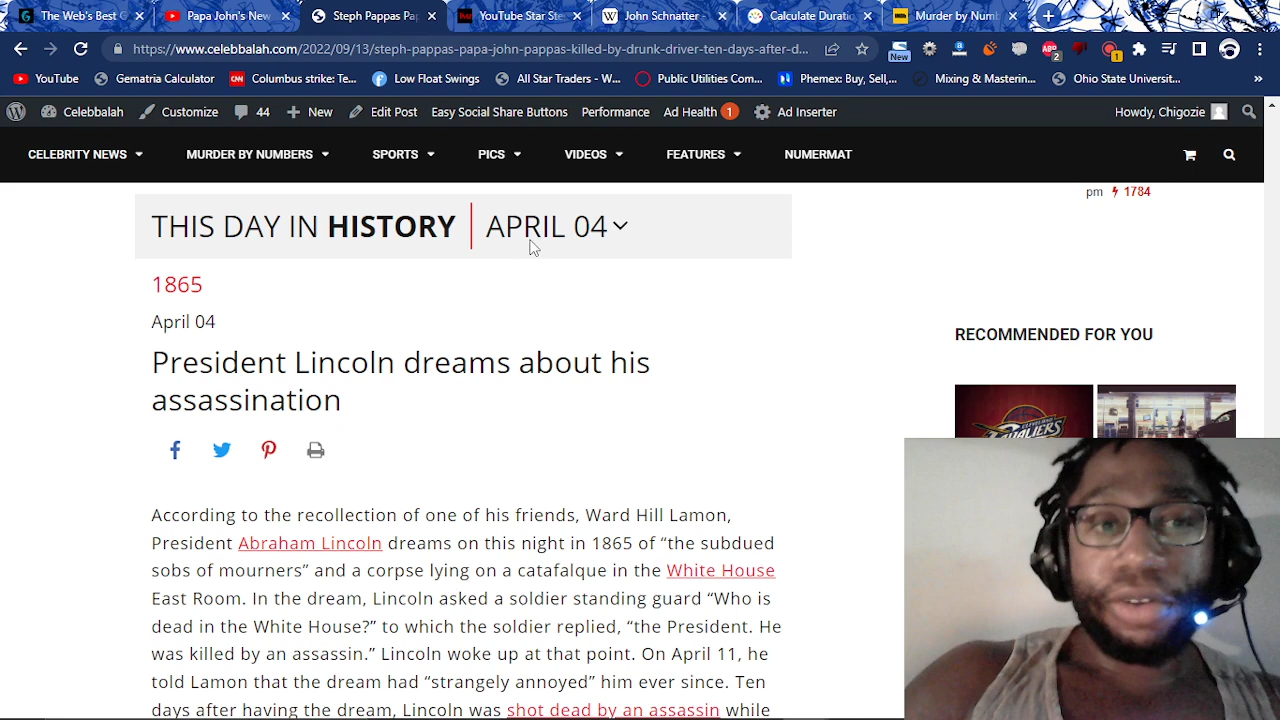 The Web's Best G
Papa John's New
Steph Pappas Pa
YouTube Star Ste
John Schnatter -
Calculate Durati
Murder by Numb
https://www.celebbalah.com/2022/09/13/steph-pappas-papa-john-pappas-killed-by-drunk-driver-ten-days-after-d...
New
ABP
2
1
YouTube
Gematria Calculator
Columbus strike: Te...
Low Float Swings
All Star Traders - W...
Public Utilities Com...
Phemex: Buy, Sell,...
Mixing & Masterin...
Ohio State Universit...
»
Celebbalah
Customize
44
New
Edit Post
Easy Social Share Buttons
Performance
Ad Health 1
Ad Inserter
Howdy, Chigozie
CELEBRITY NEWS
MURDER BY NUMBERS
SPORTS
PICS
VIDEOS
FEATURES
NUMERMAT
pm 1784
THIS DAY IN HISTORY | APRIL 04
1865
April 04
President Lincoln dreams about his
assassination
According to the recollection of one of his friends, Ward Hill Lamon,
President Abraham Lincoln dreams on this night in 1865 of “the subdued
sobs of mourners” and a corpse lying on a catafalque in the White House
East Room. In the dream, Lincoln asked a soldier standing guard “Who is
dead in the White House?” to which the soldier replied, “the President. He
was killed by an assassin.” Lincoln woke up at that point. On April 11, he
told Lamon that the dream had “strangely annoyed” him ever since. Ten
days after having the dream, Lincoln was shot dead by an assassin while
RECOMMENDED FOR YOU
CAVALIERS